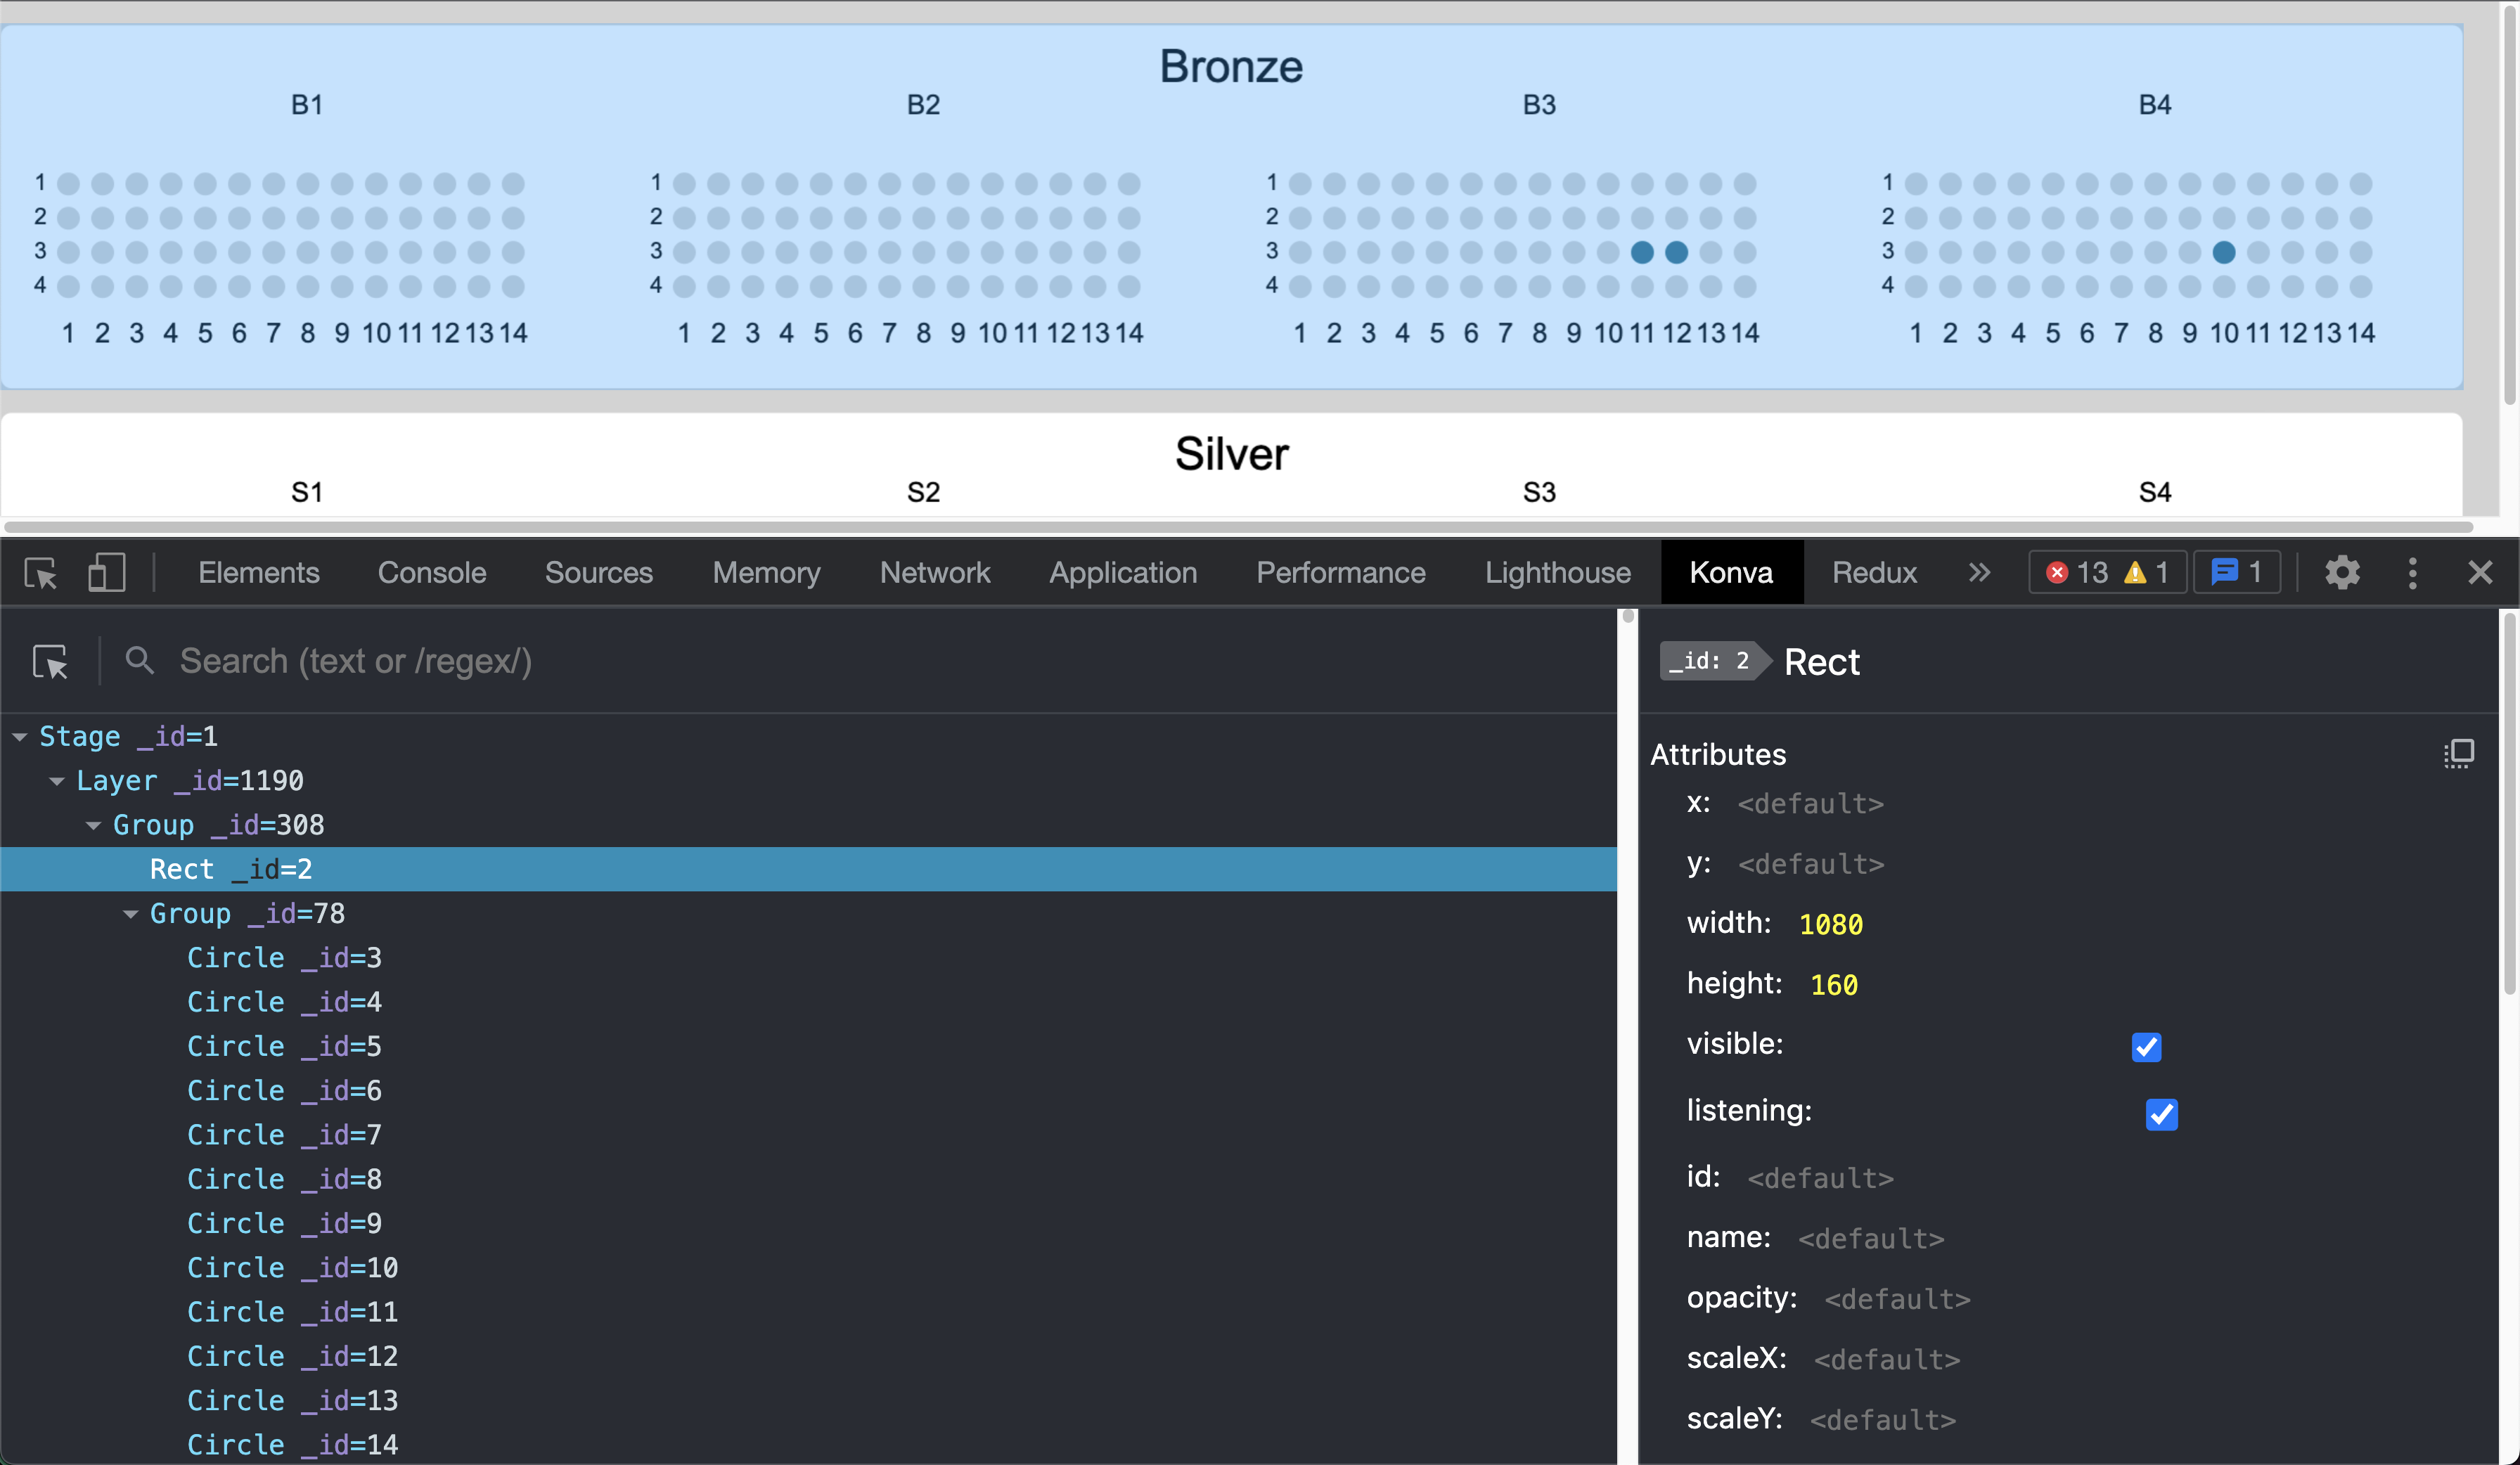 Bronze
B1 B2 B3 B4
1 1 1 1
2 2 2 2
3 3 3 3
4 4 4 4
1 2 3 4 5 6 7 8 9 10 11 12 13 14 1 2 3 4 5 6 7 8 9 10 11 12 13 14 1 2 3 4 5 6 7 8 9 10 11 12 13 14 1 2 3 4 5 6 7 8 9 10 11 12 13 14
Silver
S1 S2 S3 S4
Elements Console Sources Memory Network Application Performance Lighthouse Konva Redux » 13 1 1
Search (text or /regex/)
Stage _id=1
Layer _id=1190
Group _id=308
Rect _id=2
Group _id=78
Circle _id=3
Circle _id=4
Circle _id=5
Circle _id=6
Circle _id=7
Circle _id=8
Circle _id=9
Circle _id=10
Circle _id=11
Circle _id=12
Circle _id=13
Circle _id=14
_id: 2 Rect
Attributes
x: <default>
y: <default>
width: 1080
height: 160
visible:
listening:
id: <default>
name: <default>
opacity: <default>
scaleX: <default>
scaleY: <default>